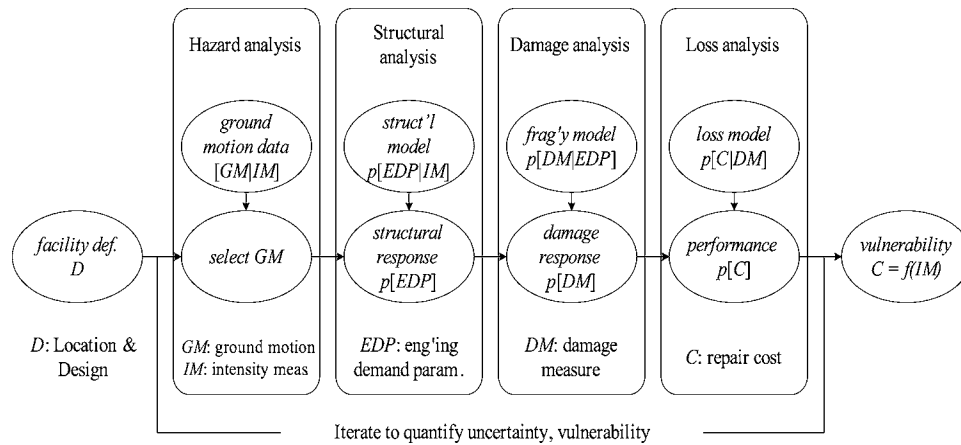 Hazard analysis
Structural
analysis
Damage analysis
Loss analysis
ground
motion data
[GM|IM]
struct'l
model
p[EDP|IM]
frag'y model
p[DM|EDP]
loss model
p[C|DM]
facility def.
D
select GM
structural
response
p[EDP]
damage
response
p[DM]
performance
p[C]
vulnerability
C = f(IM)
D: Location &
Design
GM: ground motion
IM: intensity meas.
EDP: eng'ing
demand param.
DM: damage
measure
C: repair cost
Iterate to quantify uncertainty, vulnerability